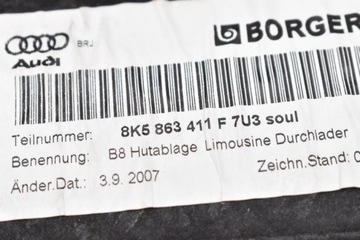 BRJ
BORGER
Audi
Teilnummer: 8K5 863 411 F 7U3 soul
Benennung: B8 Hutablage Limousine Durchlader
Zeichn.Stand: 0
Änder.Dat.: 3.9. 2007